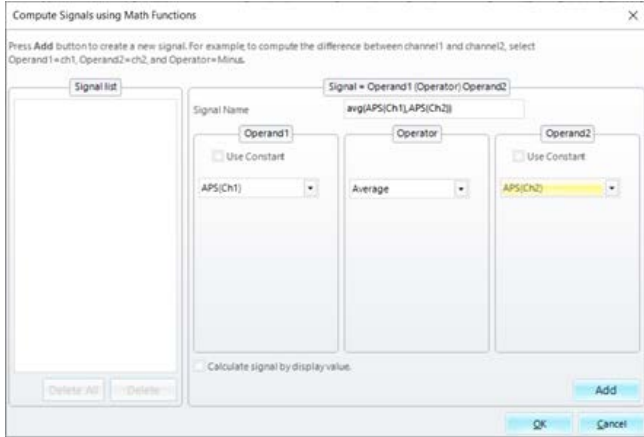 Compute Signals using Math Functions
Press Add button to create a new signal. For example, to compute the difference between channel1 and channel2, select
Operand1=ch1, Operand2=ch2, and Operator=Minus.
Signal list
Signal = Operand1 (Operator) Operand2
Signal Name
avg(APS(Ch1),APS(Ch2))
Operand1
Operator
Operand2
Use Constant
Use Constant
APS(Ch1)
Average
APS(Ch2)
Calculate signal by display value.
Delete All
Delete
Add
OK
Cancel